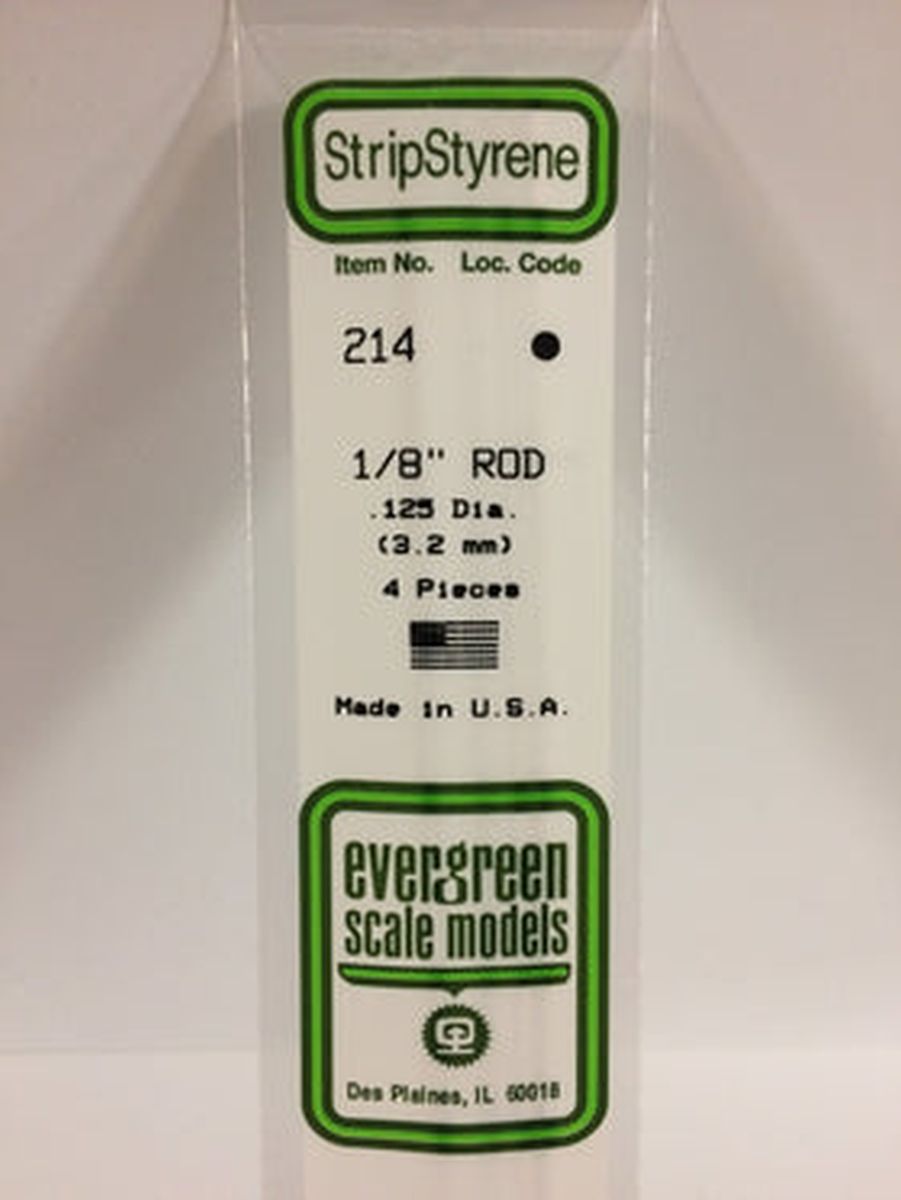 StripStyrene
Item No. Loc. Code
214
1/8" ROD
.125 Dia.
(3.2 mm)
4 Pieces
Made in U.S.A.
evergreen
scale models
Des Plaines, IL 60018